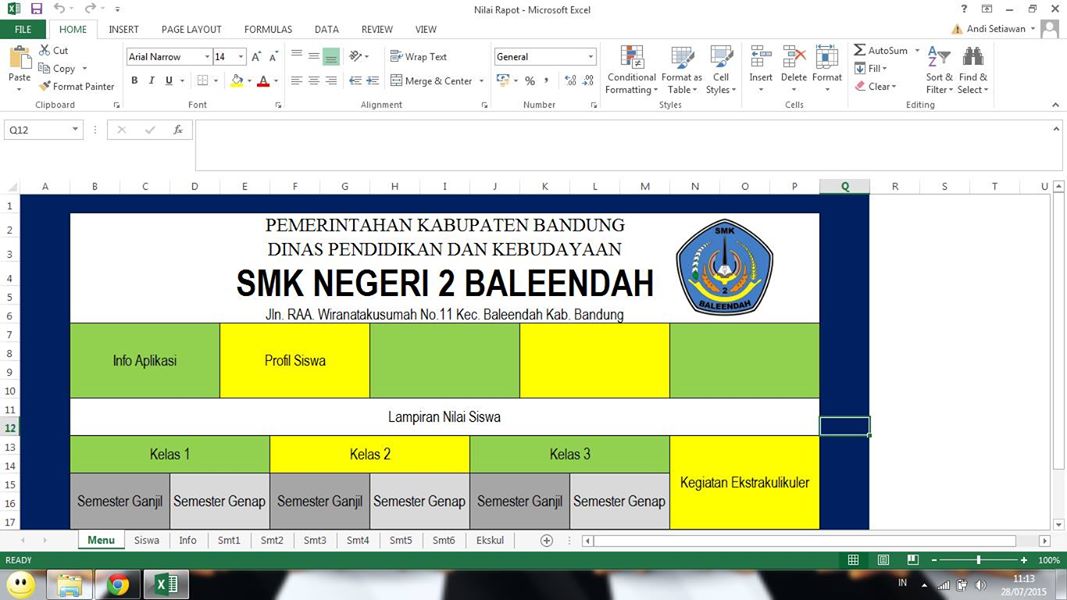 Nilai Rapot - Microsoft Excel
FILE HOME INSERT PAGE LAYOUT FORMULAS DATA REVIEW VIEW Andi Setiawan
Paste Cut Copy Format Painter
Arial Narrow 14
B I U
Wrap Text
Merge & Center
General
Conditional Formatting Format as Table Cell Styles
Insert Delete Format
AutoSum Fill Clear
Sort & Filter Find & Select
Clipboard Font Alignment Number Styles Cells Editing
Q12 fx
A B C D E F G H I J K L M N O P Q R S T U
1
2
3
4
5
6
7
8
9
10
11
12
13
14
15
16
17
PEMERINTAHAN KABUPATEN BANDUNG
DINAS PENDIDIKAN DAN KEBUDAYAAN
SMK NEGERI 2 BALEENDAH
Jln. RAA. Wiranatakusumah No.11 Kec. Baleendah Kab. Bandung
SMK
2
BALEENDAH
Info Aplikasi Profil Siswa
Lampiran Nilai Siswa
Kelas 1 Kelas 2 Kelas 3 Kegiatan Ekstrakulikuler
Semester Ganjil Semester Genap Semester Ganjil Semester Genap Semester Ganjil Semester Genap
Menu Siswa Info Smt1 Smt2 Smt3 Smt4 Smt5 Smt6 Ekskul
READY 100%
IN 11:13
28/07/2015